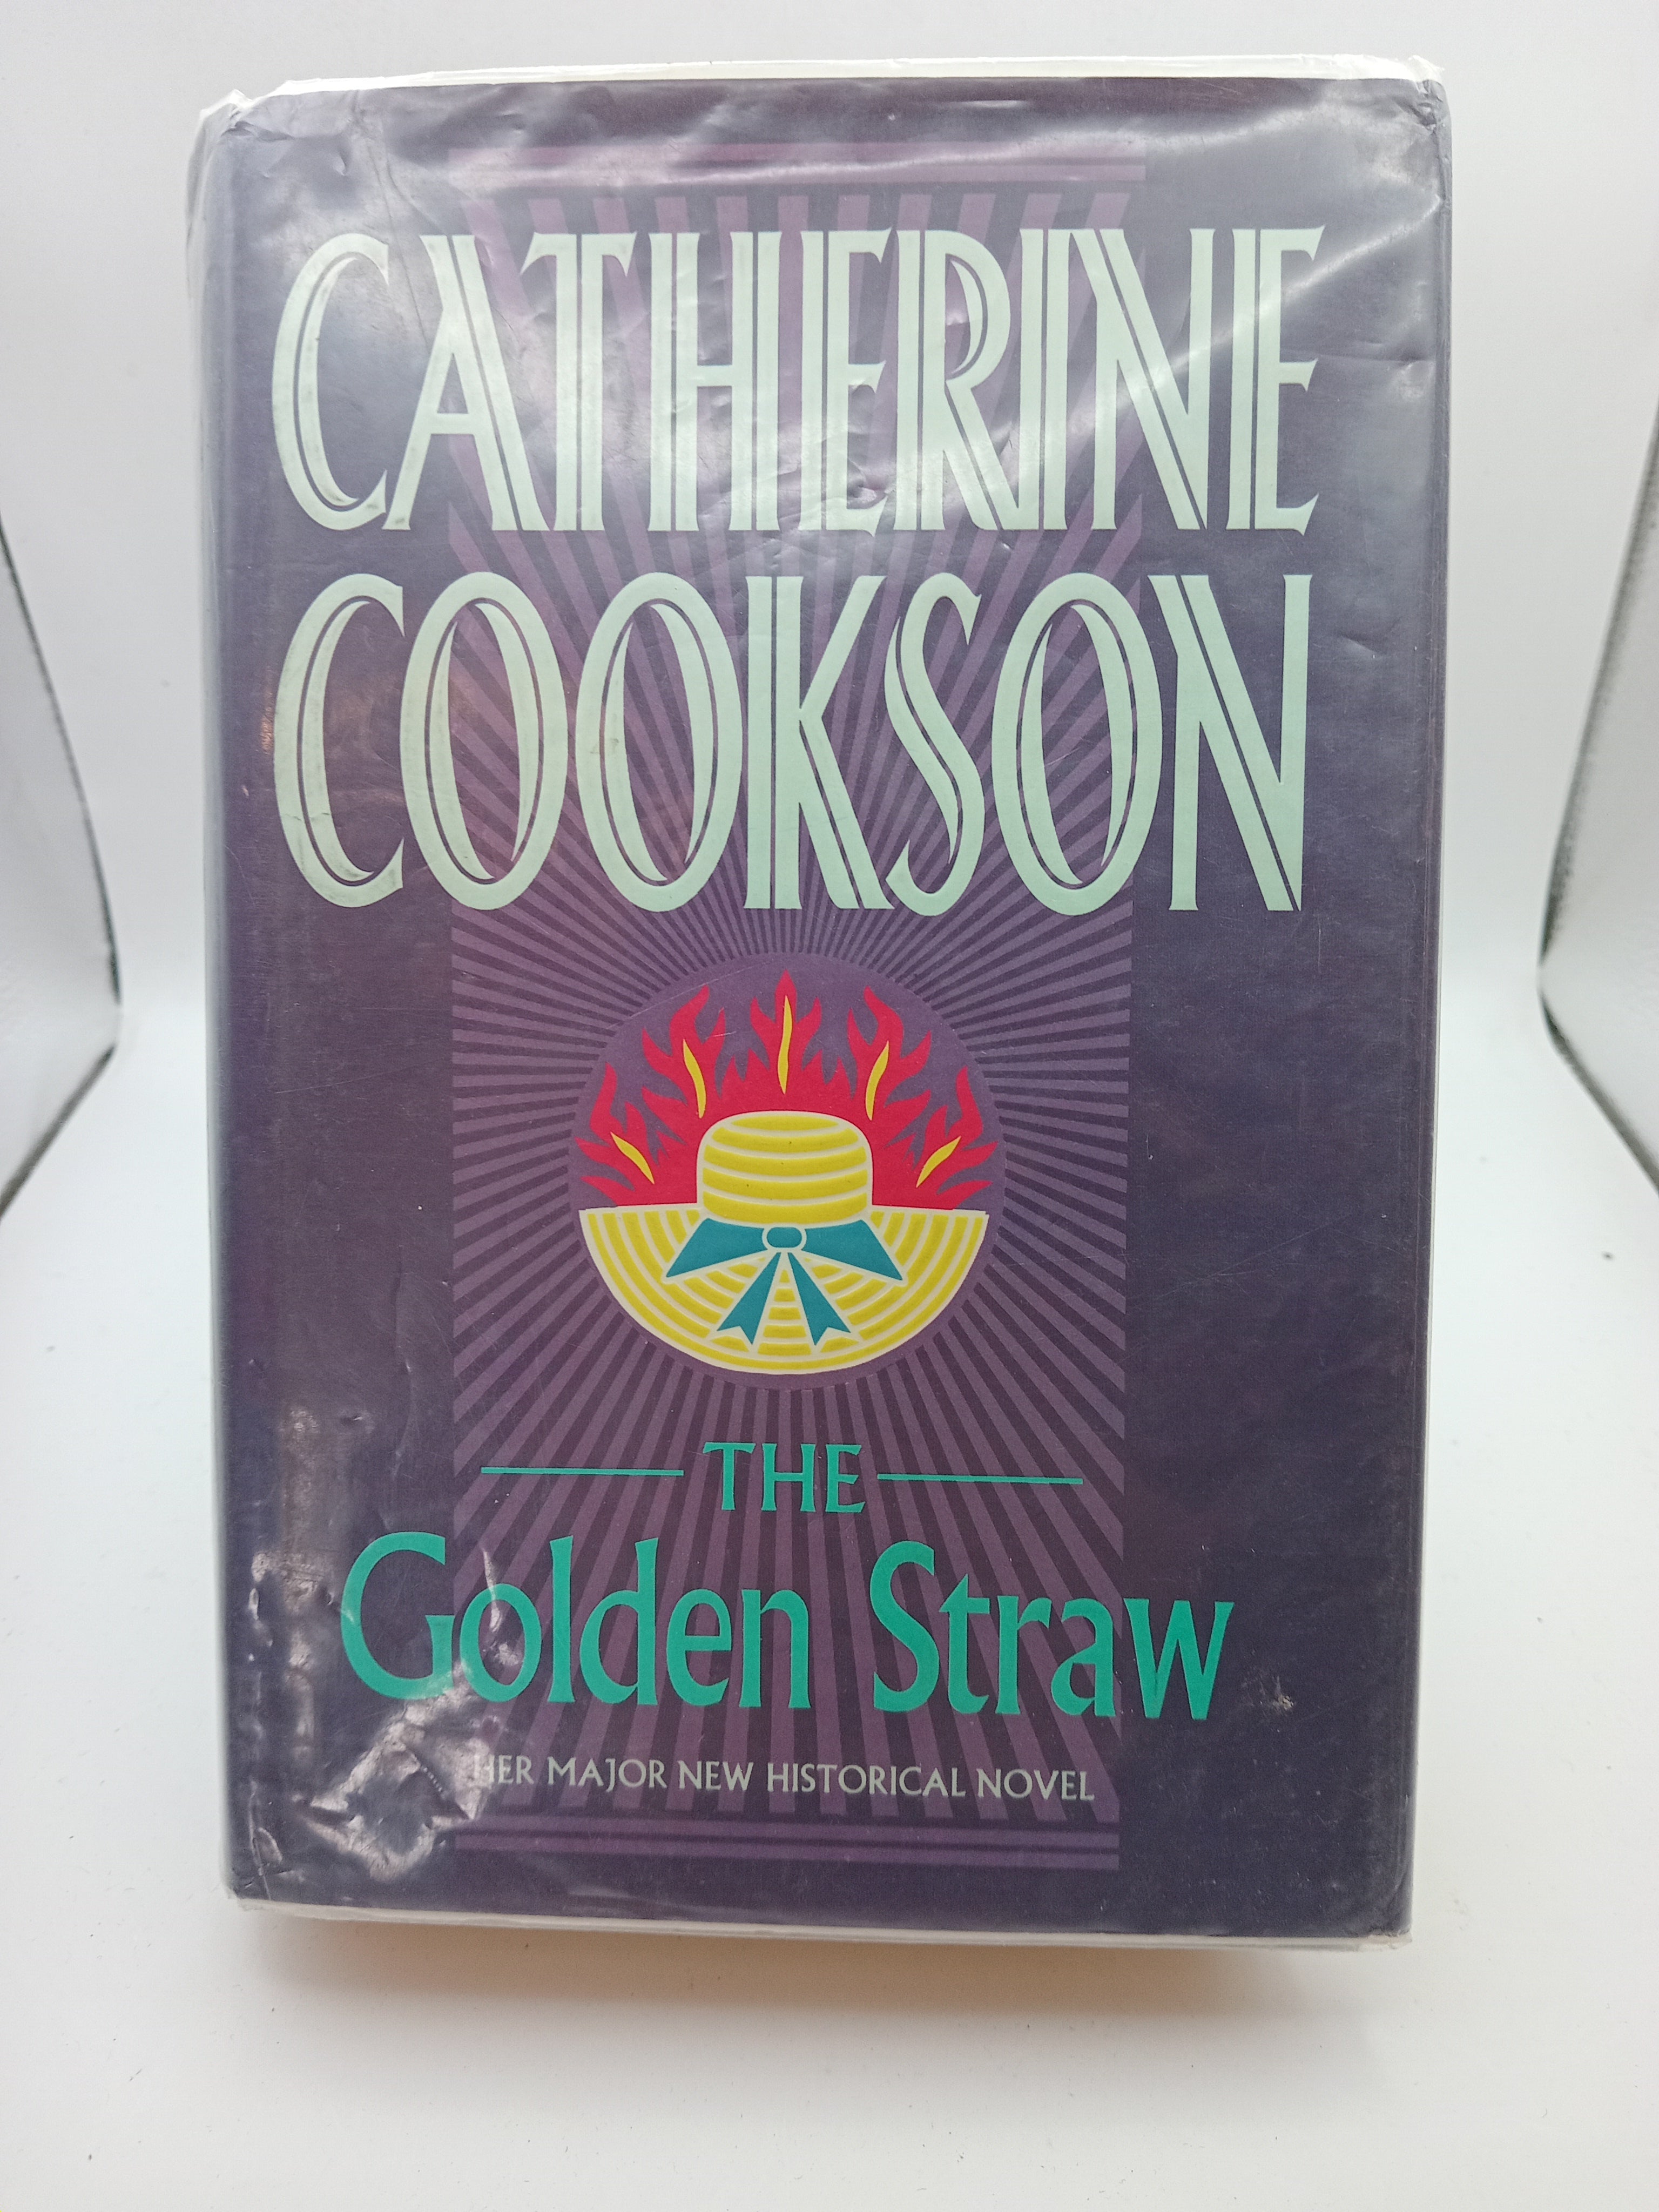 CATHERINE
COOKSON
THE
Golden Straw
HER MAJOR NEW HISTORICAL NOVEL